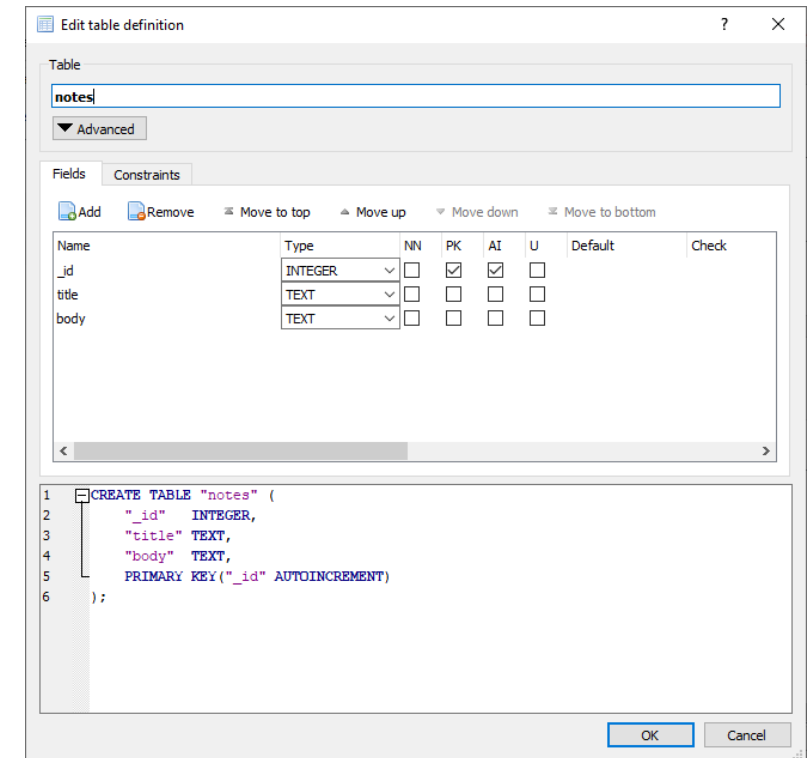 Edit table definition ?
Table
notes
Advanced
Fields Constraints
Add Remove Move to top Move up Move down Move to bottom
Name Type NN PK AI U Default Check
_id INTEGER
title TEXT
body TEXT
1 CREATE TABLE "notes" (
2 "_id" INTEGER,
3 "title" TEXT,
4 "body" TEXT,
5 PRIMARY KEY("_id" AUTOINCREMENT)
6 );
OK Cancel